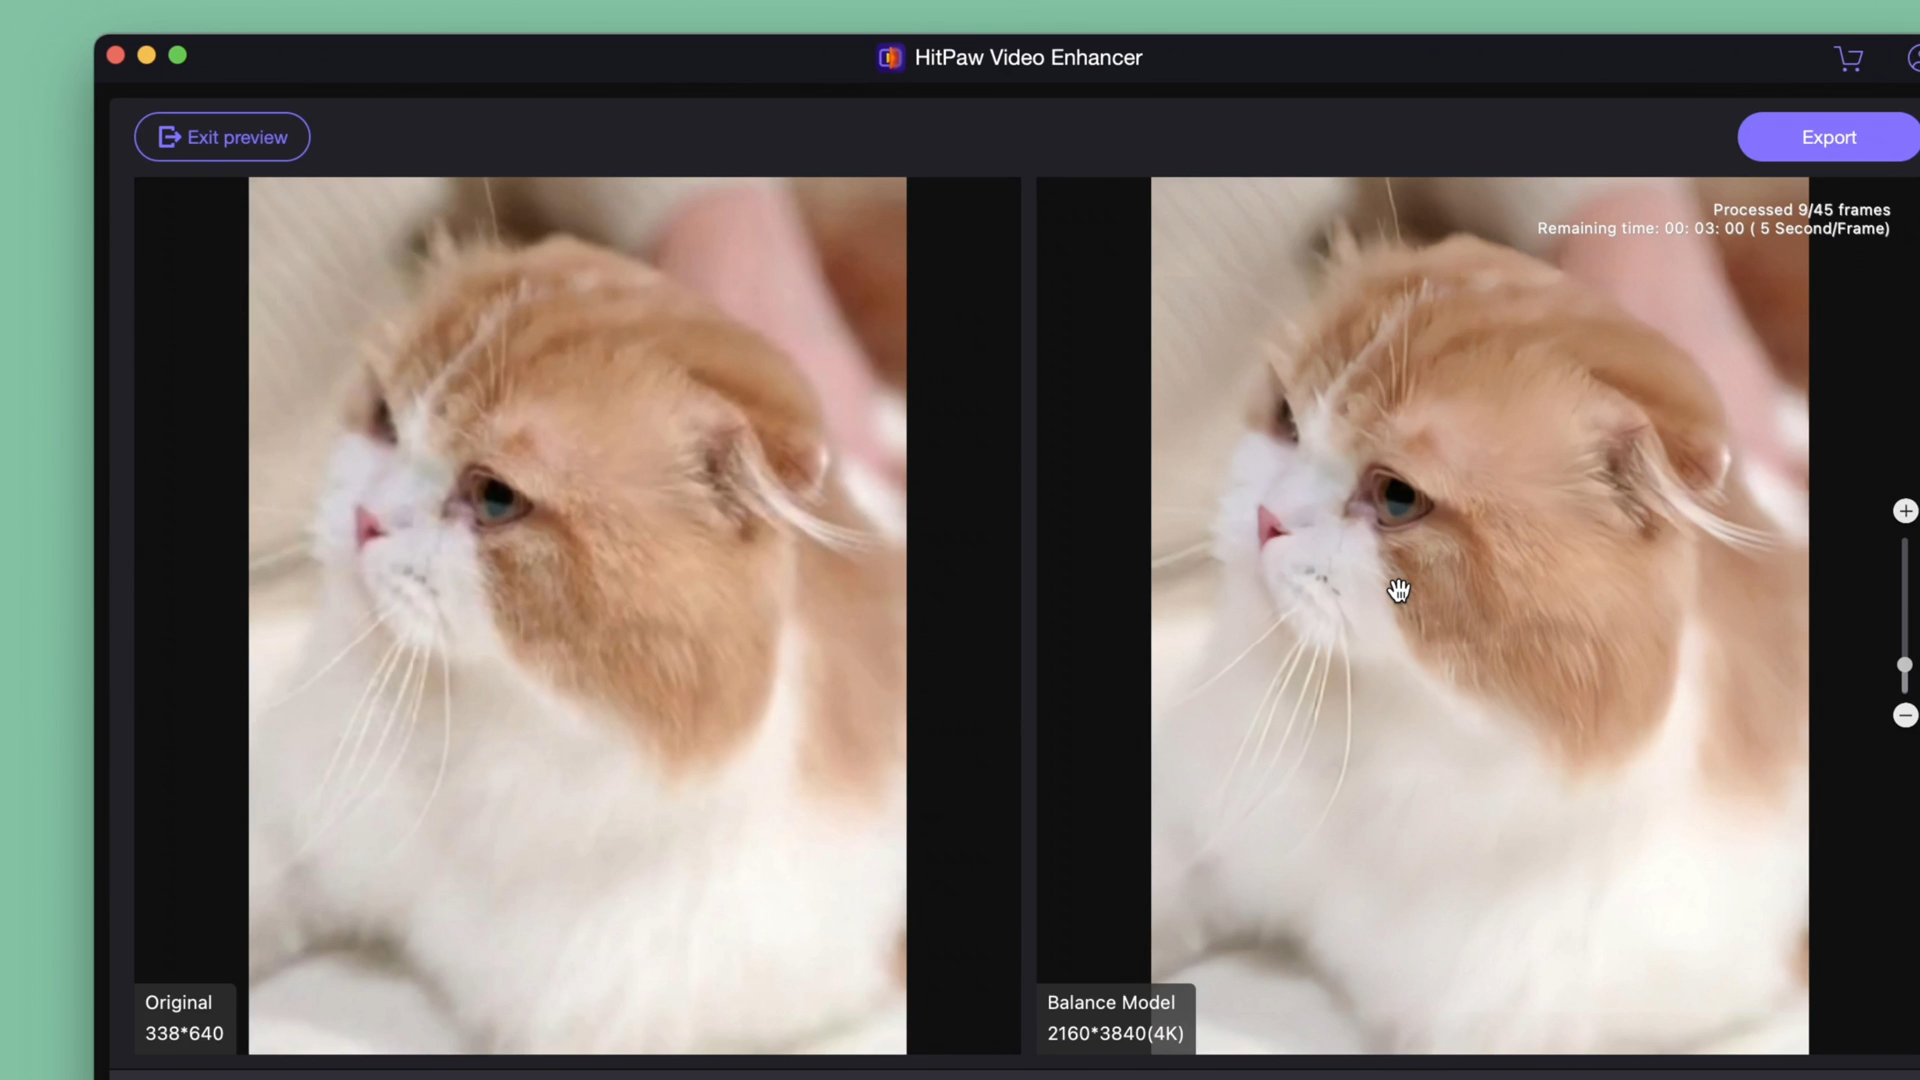 HitPaw Video Enhancer
Exit preview
Export
Processed 9/45 frames
Remaining time: 00: 03: 00 ( 5 Second/Frame)
Original
338*640
Balance Model
2160*3840(4K)